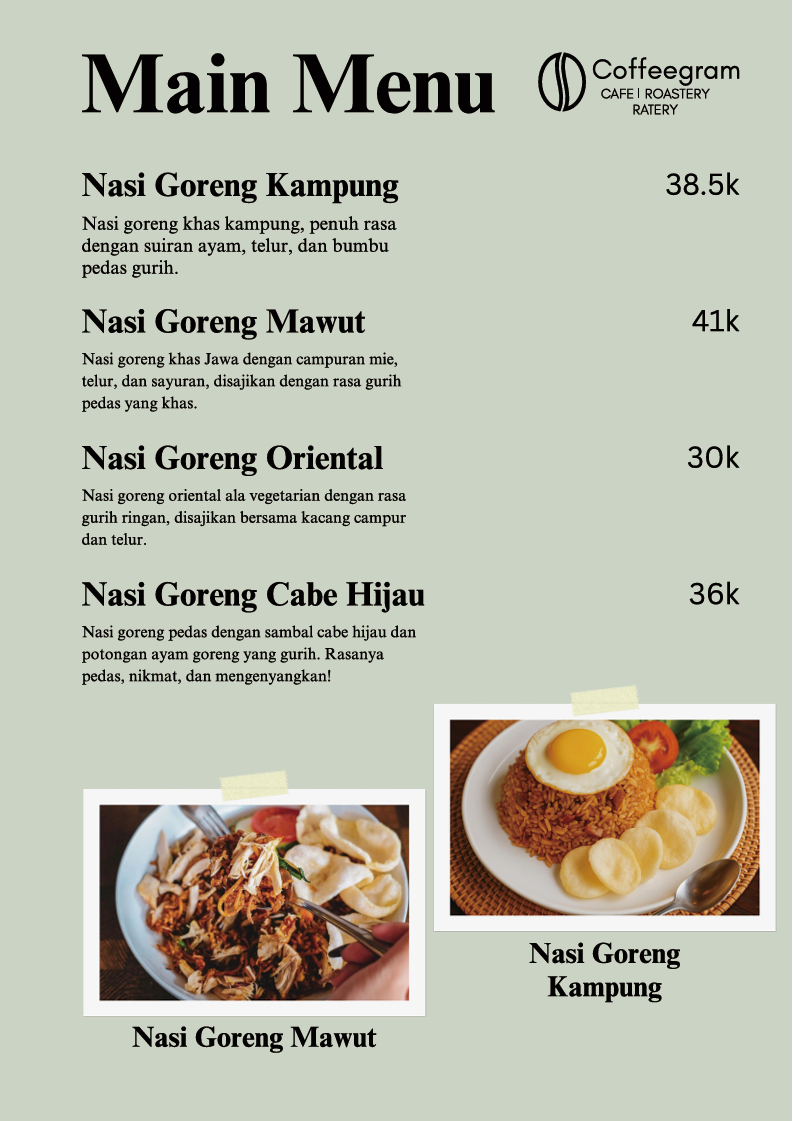 Main Menu
Coffeegram
CAFE | ROASTERY
RATERY
Nasi Goreng Kampung
38.5k
Nasi goreng khas kampung, penuh rasa
dengan suiran ayam, telur, dan bumbu
pedas gurih.
Nasi Goreng Mawut
41k
Nasi goreng khas Jawa dengan campuran mie,
telur, dan sayuran, disajikan dengan rasa gurih
pedas yang khas.
Nasi Goreng Oriental
30k
Nasi goreng oriental ala vegetarian dengan rasa
gurih ringan, disajikan bersama kacang campur
dan telur.
Nasi Goreng Cabe Hijau
36k
Nasi goreng pedas dengan sambal cabe hijau dan
potongan ayam goreng yang gurih. Rasanya
pedas, nikmat, dan mengenyangkan!
Nasi Goreng
Kampung
Nasi Goreng Mawut